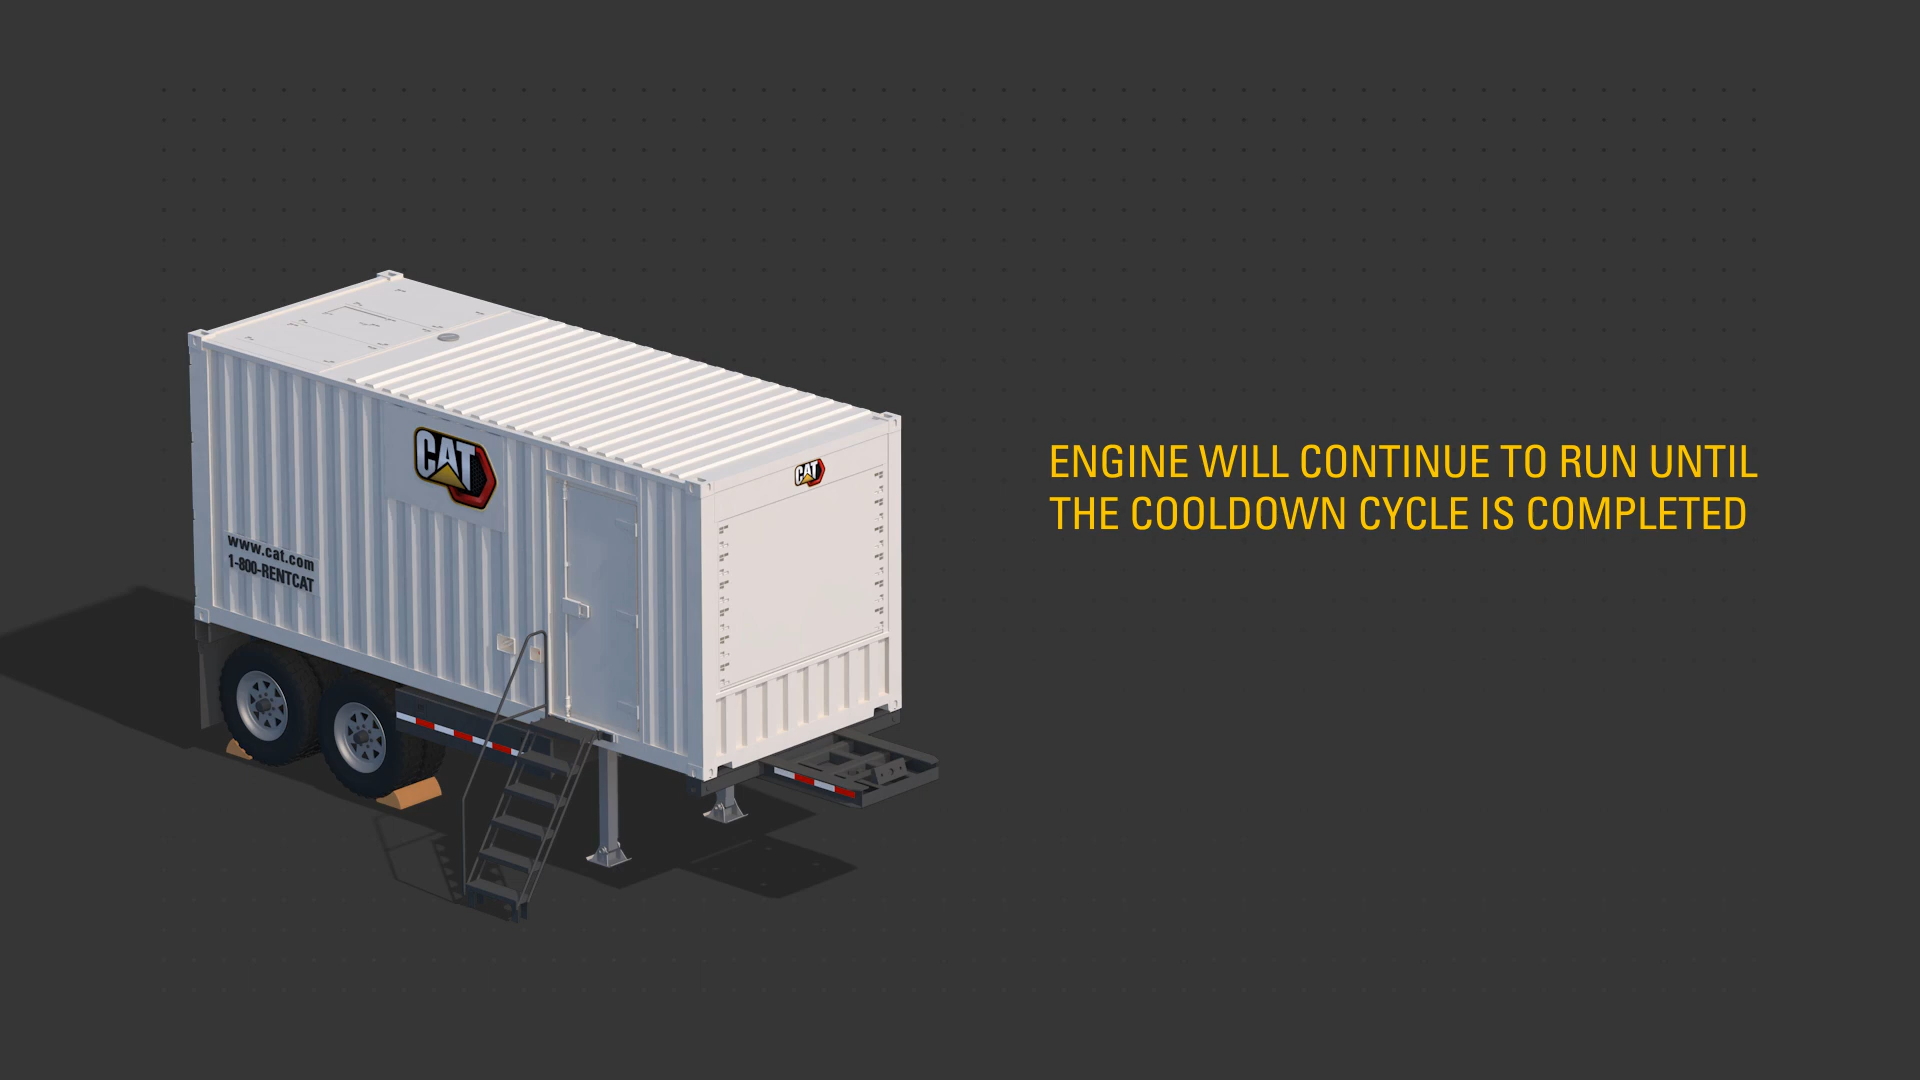 CAT
CAT
www.cat.com
1-800-RENTCAT
ENGINE WILL CONTINUE TO RUN UNTIL
THE COOLDOWN CYCLE IS COMPLETED